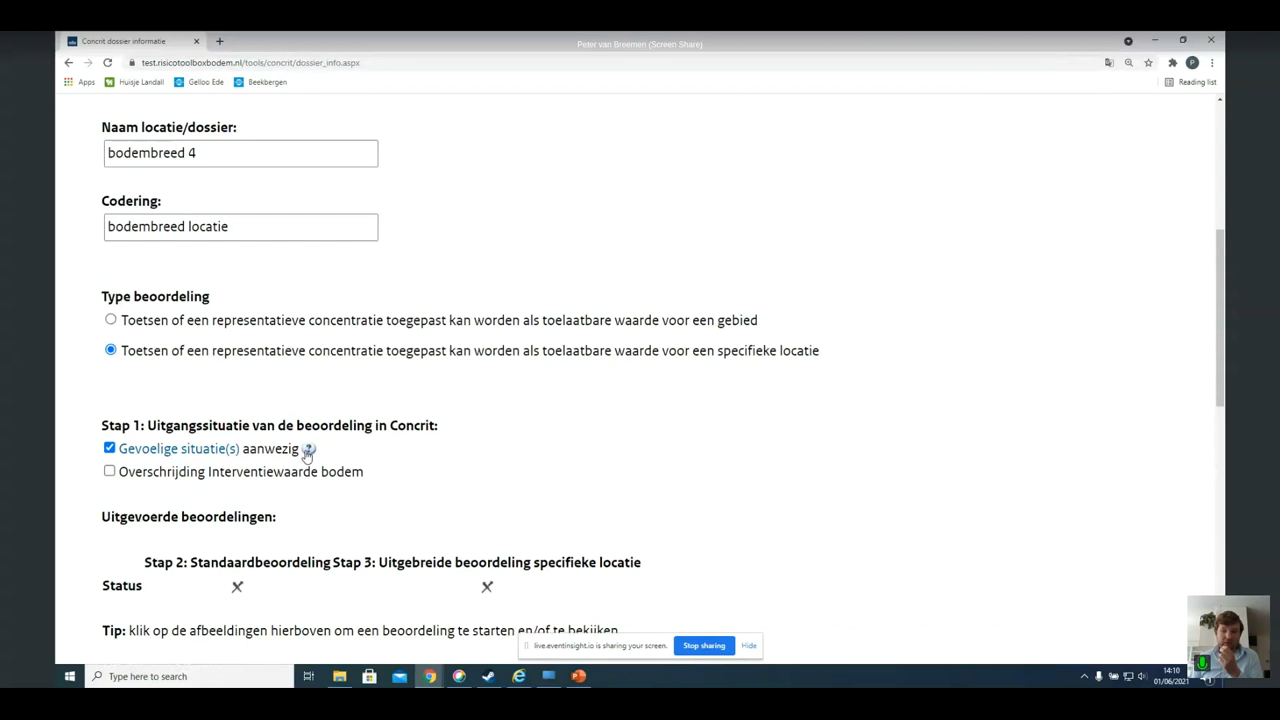 Concrit dossier informatie
Peter van Breemen (Screen Share)
test.risicotoolboxbodem.nl/tools/concrit/dossier_info.aspx
P
Apps
Huisje Landall
Gelloo Ede
Beekbergen
Reading list
Naam locatie/dossier:
bodembreed 4
Codering:
bodembreed locatie
Type beoordeling
Toetsen of een representatieve concentratie toegepast kan worden als toelaatbare waarde voor een gebied
Toetsen of een representatieve concentratie toegepast kan worden als toelaatbare waarde voor een specifieke locatie
Stap 1: Uitgangssituatie van de beoordeling in Concrit:
Gevoelige situatie(s) aanwezig ?
Overschrijding Interventiewaarde bodem
Uitgevoerde beoordelingen:
Stap 2: Standaardbeoordeling Stap 3: Uitgebreide beoordeling specifieke locatie
Status
Tip: klik op de afbeeldingen hierboven om een beoordeling te starten en/of te bekijken
live.eventinsight.io is sharing your screen.
Stop sharing
Hide
Type here to search
14:10
01/06/2021